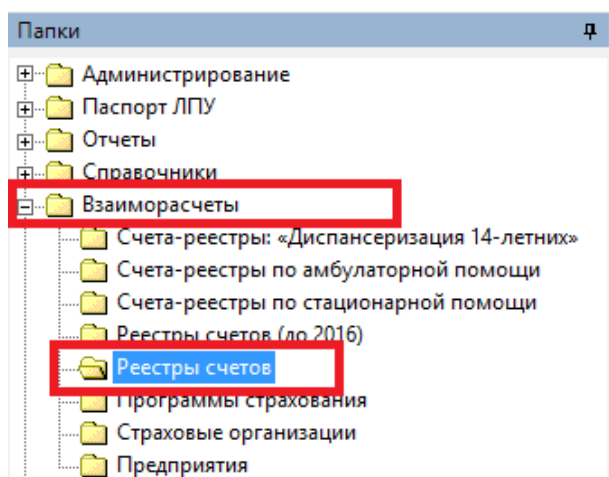 Папки
Администрирование
Паспорт ЛПУ
Отчеты
Справочники
Взаиморасчеты
Счета-реестры: «Диспансеризация 14-летних»
Счета-реестры по амбулаторной помощи
Счета-реестры по стационарной помощи
Реестры счетов (до 2016)
Реестры счетов
Программы страхования
Страховые организации
Предприятия